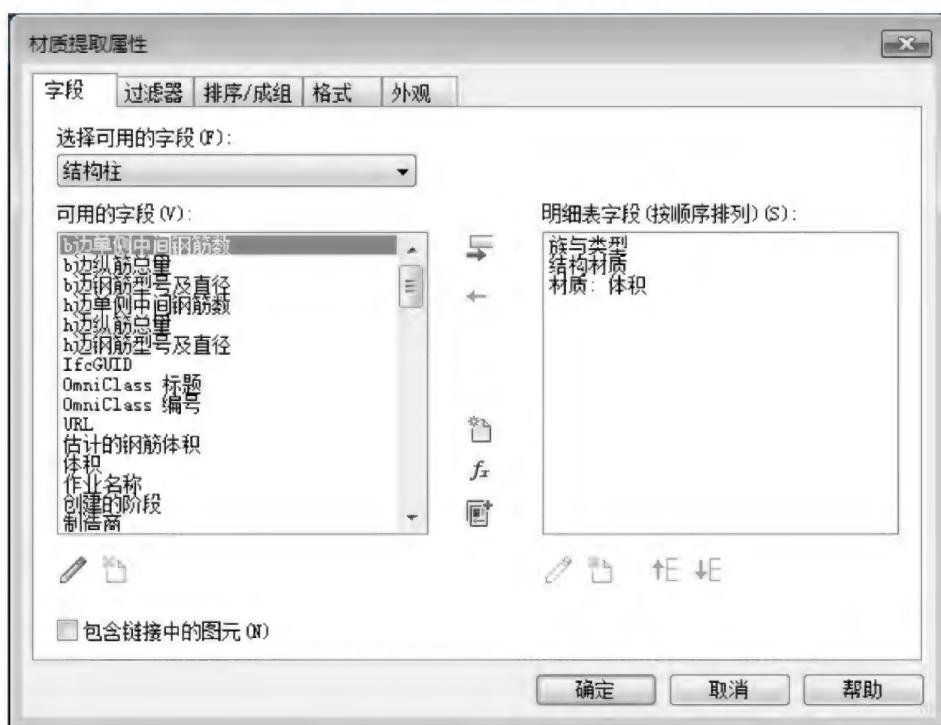 材质提取属性
字段 过滤器 排序/成组 格式 外观
选择可用的字段(F):
结构柱
可用的字段(V):
b边单侧中间钢筋数
b边纵筋总量
b边钢筋型号及直径
h边单侧中间钢筋数
h边纵筋总量
h边钢筋型号及直径
IfcGUID
OmniClass 标题
OmniClass 编号
URL
估计的钢筋体积
体积
作业名称
创建的阶段
制造商
明细表字段(按顺序排列)(S):
族与类型
结构材质
材质: 体积
fx
包含链接中的图元(N)
确定 取消 帮助